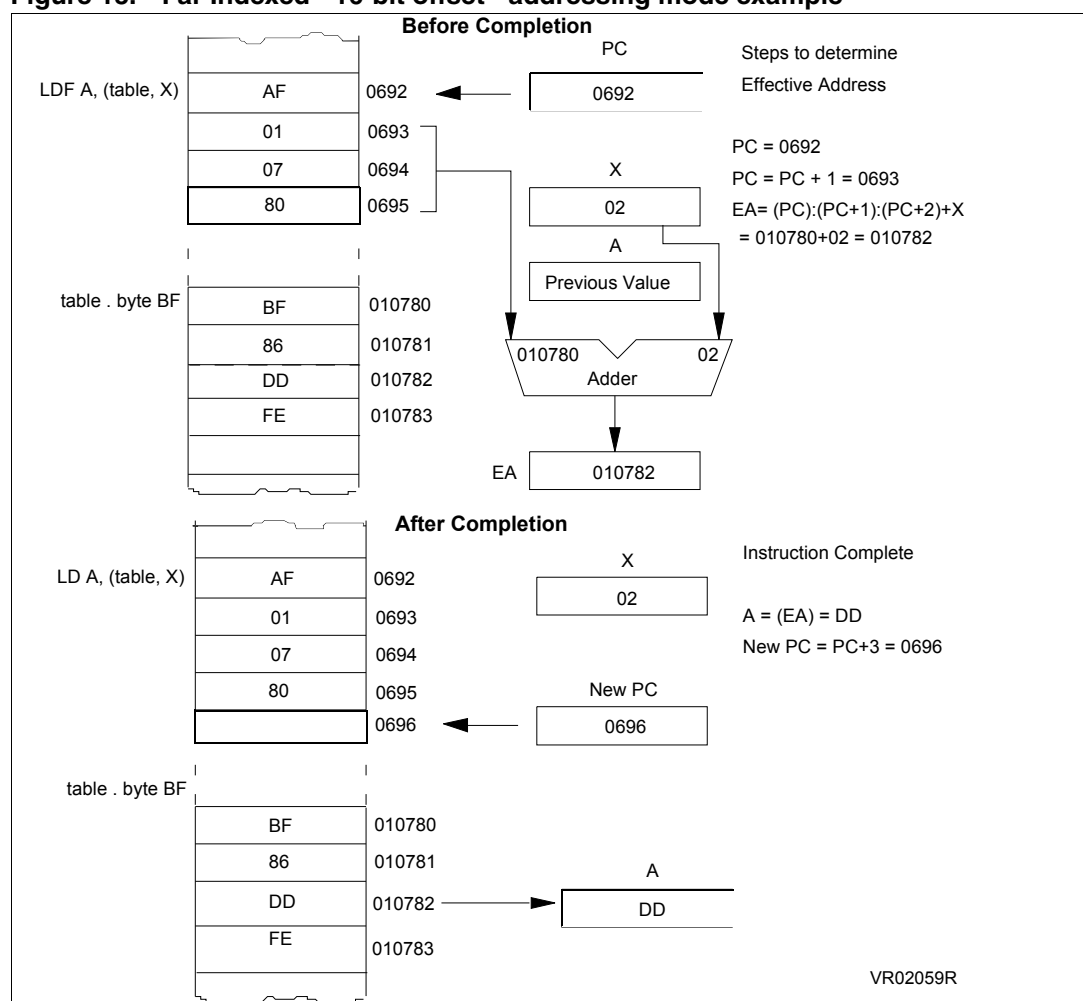 Figure 18. "Far Indexed - 16-bit offset" addressing mode example
Before Completion
PC
Steps to determine
Effective Address
LDF A, (table, X)
AF
0692
0692
01
0693
07
0694
80
0695
X
02
A
Previous Value
PC = 0692
PC = PC + 1 = 0693
EA= (PC):(PC+1):(PC+2)+X
= 010780+02 = 010782
table . byte BF
BF
010780
86
010781
DD
010782
FE
010783
010780
02
Adder
EA
010782
After Completion
X
Instruction Complete
LD A, (table, X)
AF
0692
02
01
0693
A = (EA) = DD
07
0694
New PC = PC+3 = 0696
80
0695
New PC
0696
0696
table . byte BF
BF
010780
86
010781
A
DD
010782
DD
FE
010783
VR02059R